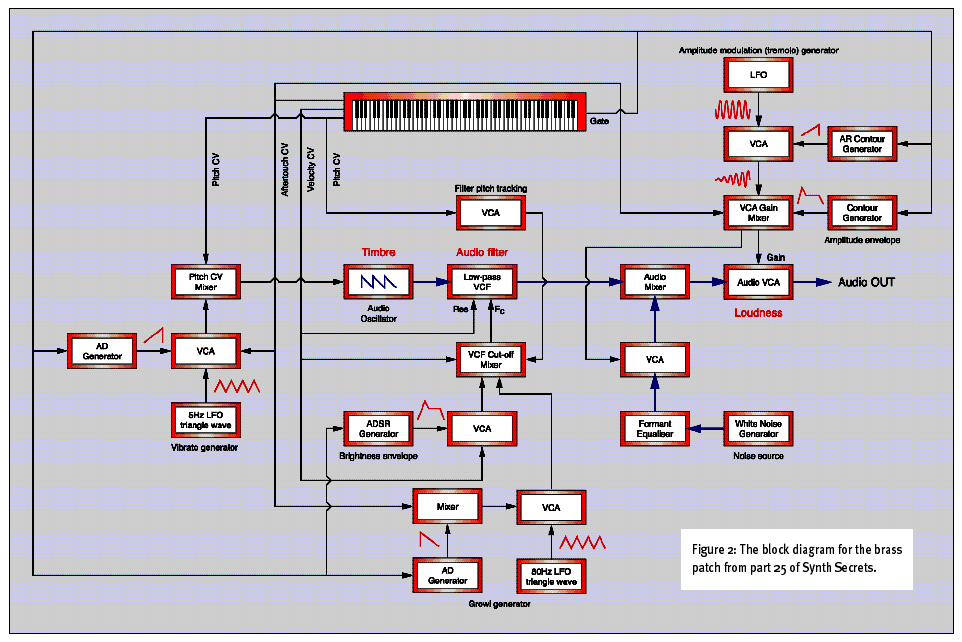 Amplitude modulation (tremolo) generator
LFO
Gate
VCA
AR Contour
Generator
Pitch CV
Aftertouch CV
Velocity CV
Pitch CV
Filter pitch tracking
VCA
VCA Gain
Mixer
Contour
Generator
Amplitude envelope
Gain
Timbre
Audio filter
Pitch CV
Mixer
Audio
Oscillator
Low-pass
VCF
Res
Fc
Audio
Mixer
Audio VCA
Audio OUT
Loudness
AD
Generator
VCA
VCF Cut-off
Mixer
VCA
5Hz LFO
triangle wave
Vibrato generator
ADSR
Generator
Brightness envelope
VCA
Formant
Equaliser
White Noise
Generator
Noise source
Mixer
VCA
AD
Generator
80Hz LFO
triangle wave
Growl generator
Figure 2: The block diagram for the brass
patch from part 25 of Synth Secrets.